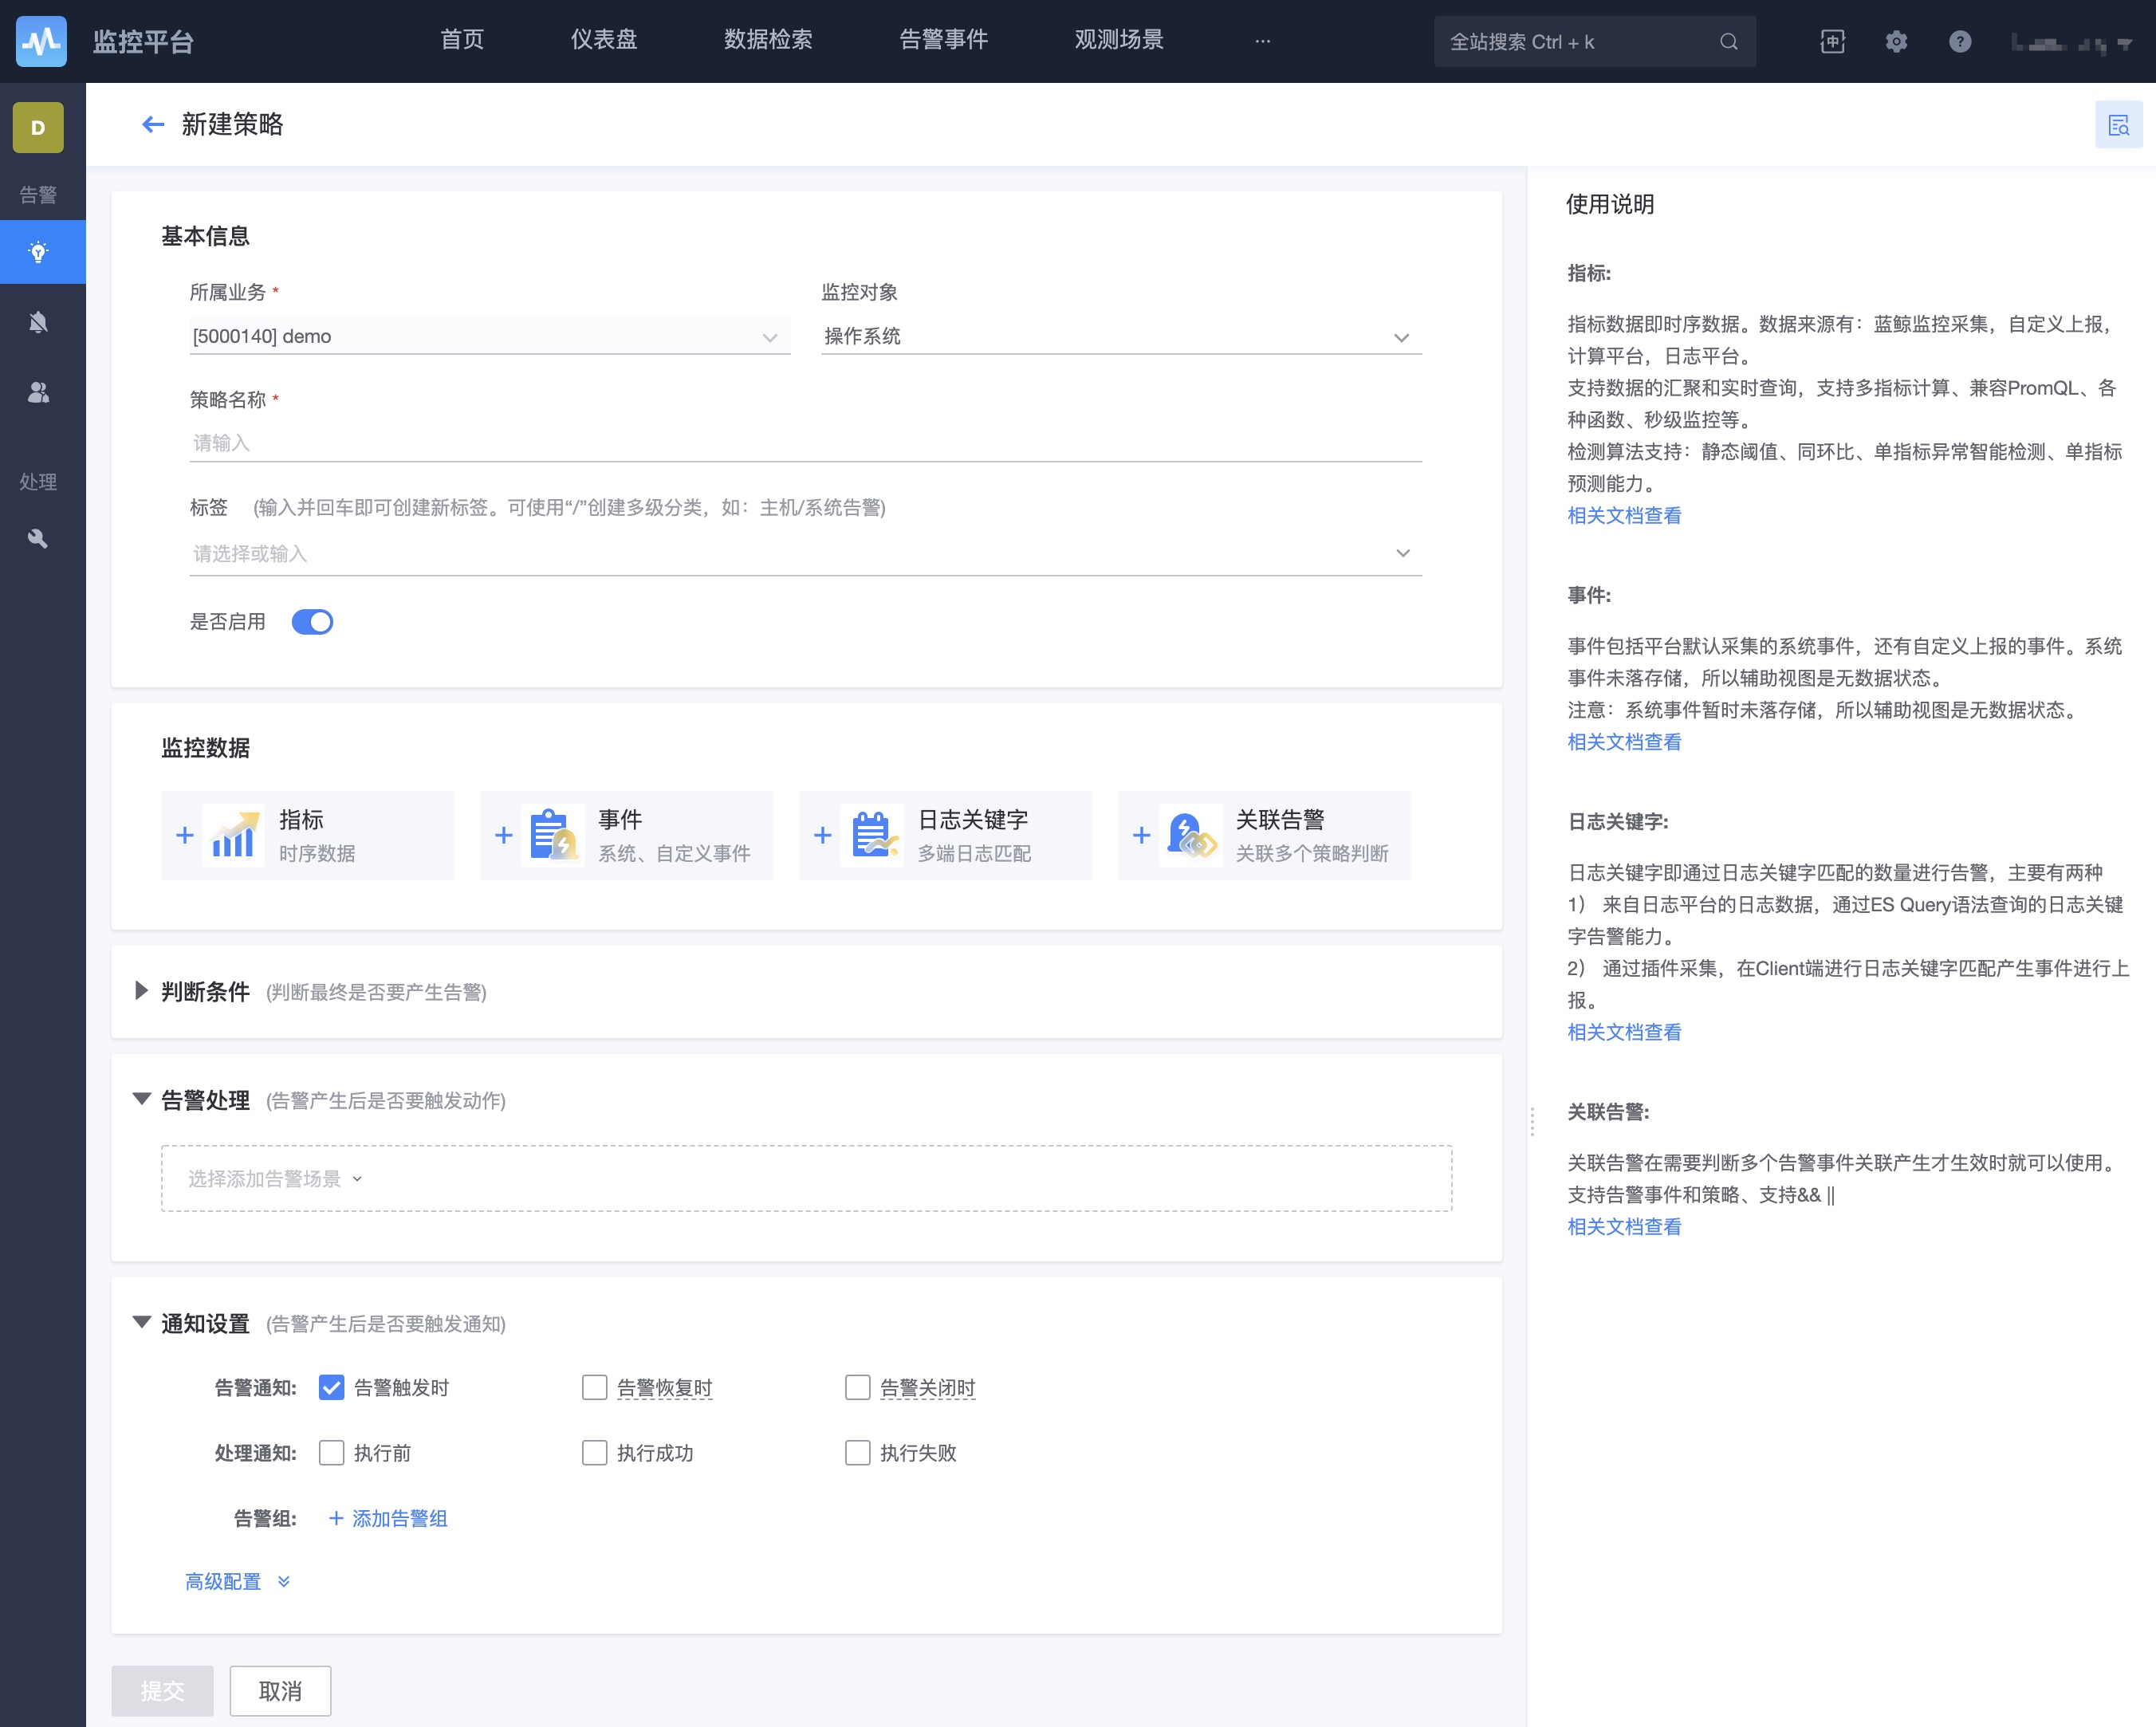 监控平台
首页
仪表盘
数据检索
告警事件
观测场景
...
全站搜索 Ctrl + k
中
?
D
告警
处理
新建策略
基本信息
所属业务 *
监控对象
[5000140] demo
操作系统
策略名称 *
请输入
标签 (输入并回车即可创建新标签。可使用“/”创建多级分类，如：主机/系统告警)
请选择或输入
是否启用
监控数据
+ 指标
时序数据
+ 事件
系统、自定义事件
+ 日志关键字
多端日志匹配
+ 关联告警
关联多个策略判断
判断条件 (判断最终是否要产生告警)
告警处理 (告警产生后是否要触发动作)
选择添加告警场景
通知设置 (告警产生后是否要触发通知)
告警通知: 告警触发时 告警恢复时 告警关闭时
处理通知: 执行前 执行成功 执行失败
告警组: + 添加告警组
高级配置
提交
取消
使用说明
指标:
指标数据即时序数据。数据来源有：蓝鲸监控采集，自定义上报，
计算平台，日志平台。
支持数据的汇聚和实时查询，支持多指标计算、兼容PromQL、各
种函数、秒级监控等。
检测算法支持：静态阈值、同环比、单指标异常智能检测、单指标
预测能力。
相关文档查看
事件:
事件包括平台默认采集的系统事件，还有自定义上报的事件。系统
事件未落存储，所以辅助视图是无数据状态。
注意：系统事件暂时未落存储，所以辅助视图是无数据状态。
相关文档查看
日志关键字:
日志关键字即通过日志关键字匹配的数量进行告警，主要有两种
1） 来自日志平台的日志数据，通过ES Query语法查询的日志关键
字告警能力。
2） 通过插件采集，在Client端进行日志关键字匹配产生事件进行上
报。
相关文档查看
关联告警:
关联告警在需要判断多个告警事件关联产生才生效时就可以使用。
支持告警事件和策略、支持&& ||
相关文档查看